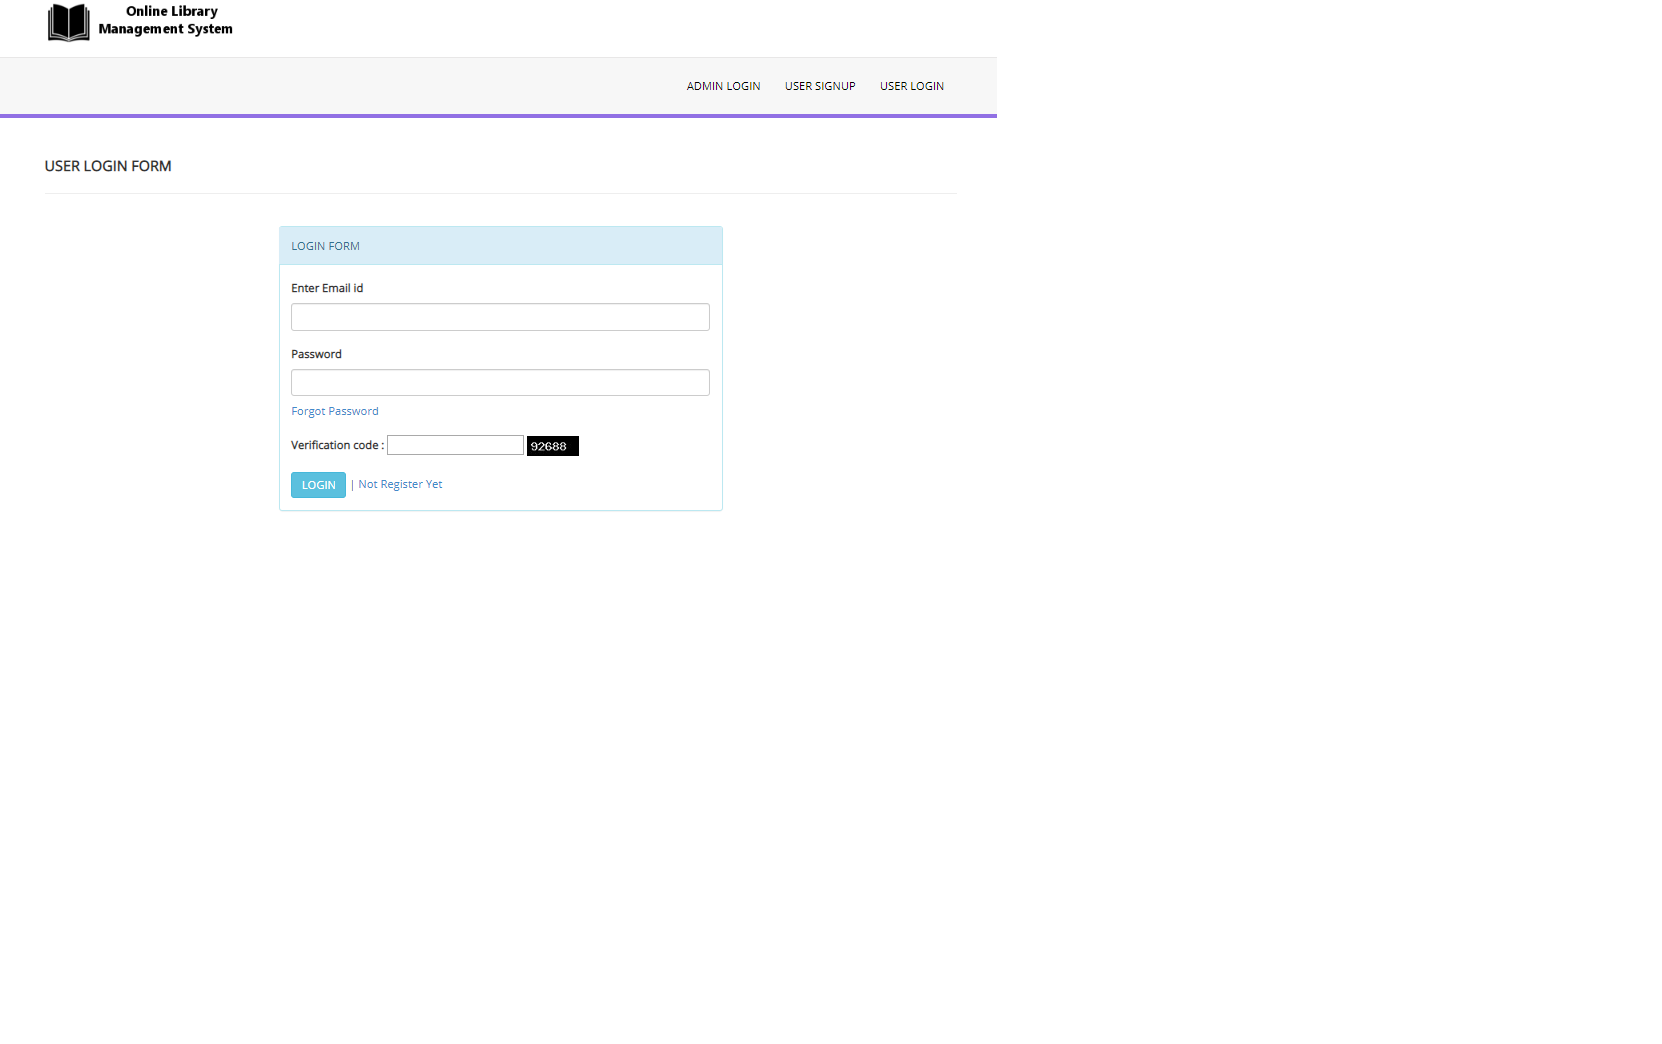 Online Library
Management System
ADMIN LOGIN USER SIGNUP USER LOGIN
USER LOGIN FORM
LOGIN FORM
Enter Email id
Password
Forgot Password
Verification code : 92688
LOGIN | Not Register Yet